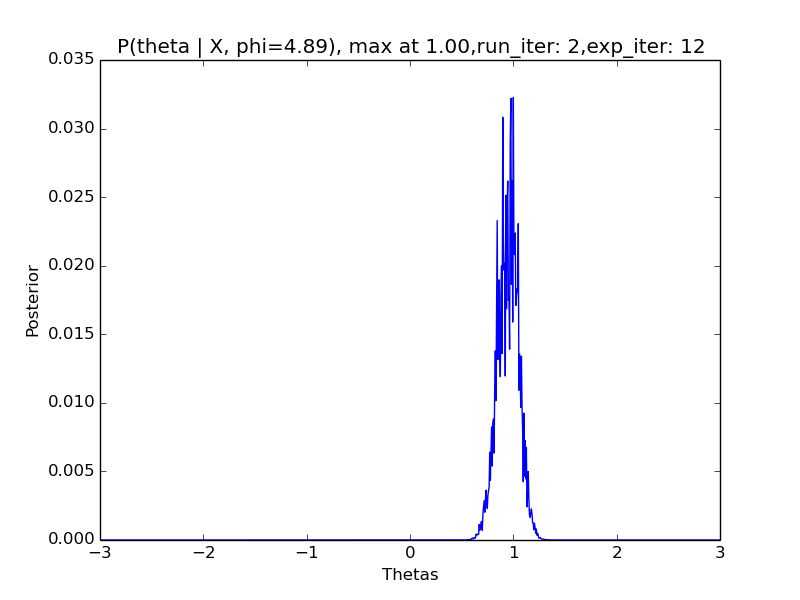 P(theta | X, phi=4.89), max at 1.00,run_iter: 2,exp_iter: 12
0.035
0.030
0.025
0.020
0.015
0.010
0.005
0.000
Posterior
−3 −2 −1 0 1 2 3
Thetas